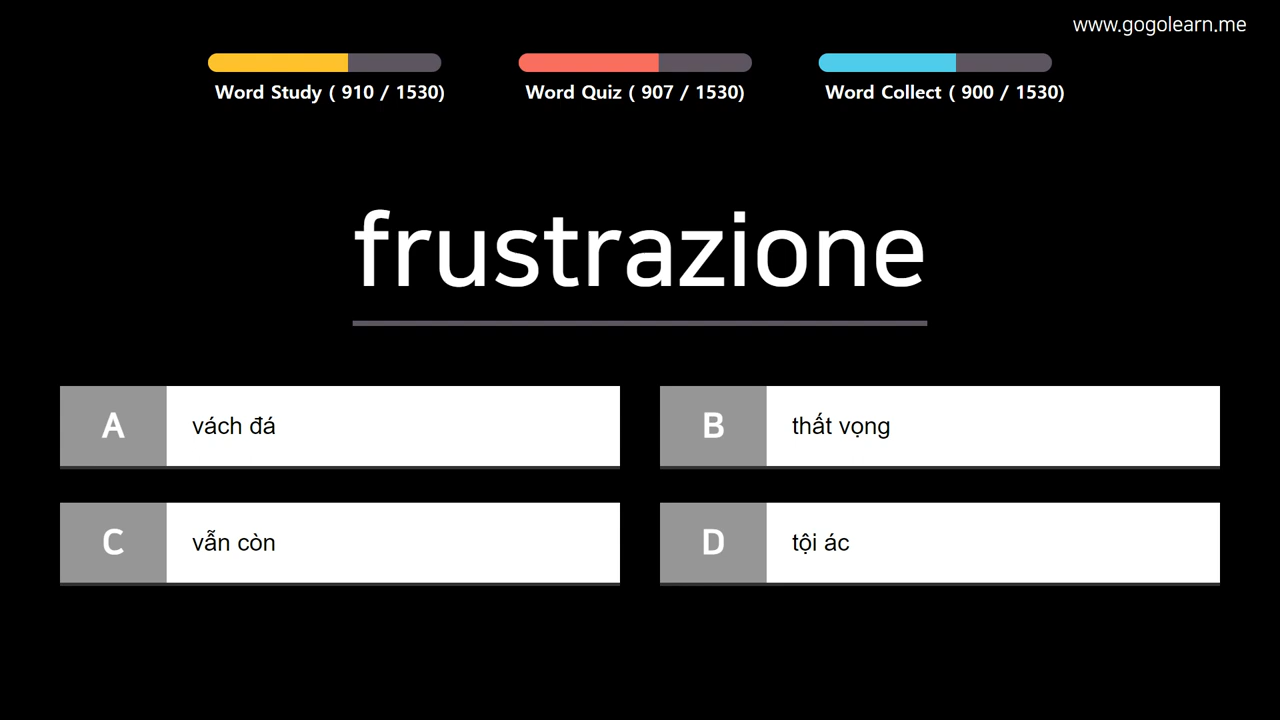 www.gogolearn.me
Word Study ( 910 / 1530)
Word Quiz ( 907 / 1530)
Word Collect ( 900 / 1530)
frustrazione
A vách đá
B thất vọng
C vẫn còn
D tội ác